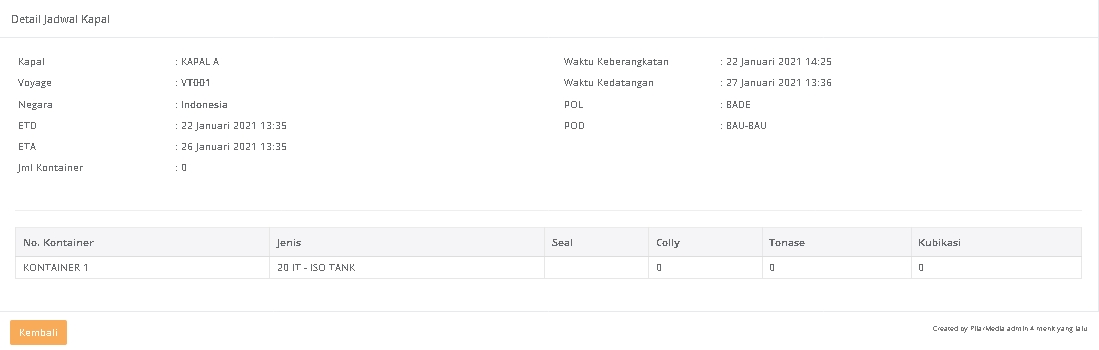 Detail Jadwal Kapal
Kapal : KAPAL A
Waktu Keberangkatan : 22 Januari 2021 14:25
Voyage : VT001
Waktu Kedatangan : 27 Januari 2021 13:36
Negara : Indonesia
POL : BADE
ETD : 22 Januari 2021 13:35
POD : BAU-BAU
ETA : 26 Januari 2021 13:35
Jml Kontainer : 0
No. Kontainer Jenis Seal Colly Tonase Kubikasi
KONTAINER 1 20 IT - ISO TANK 0 0 0
Kembali
Created by PilarMedia admin 4 menit yang lalu